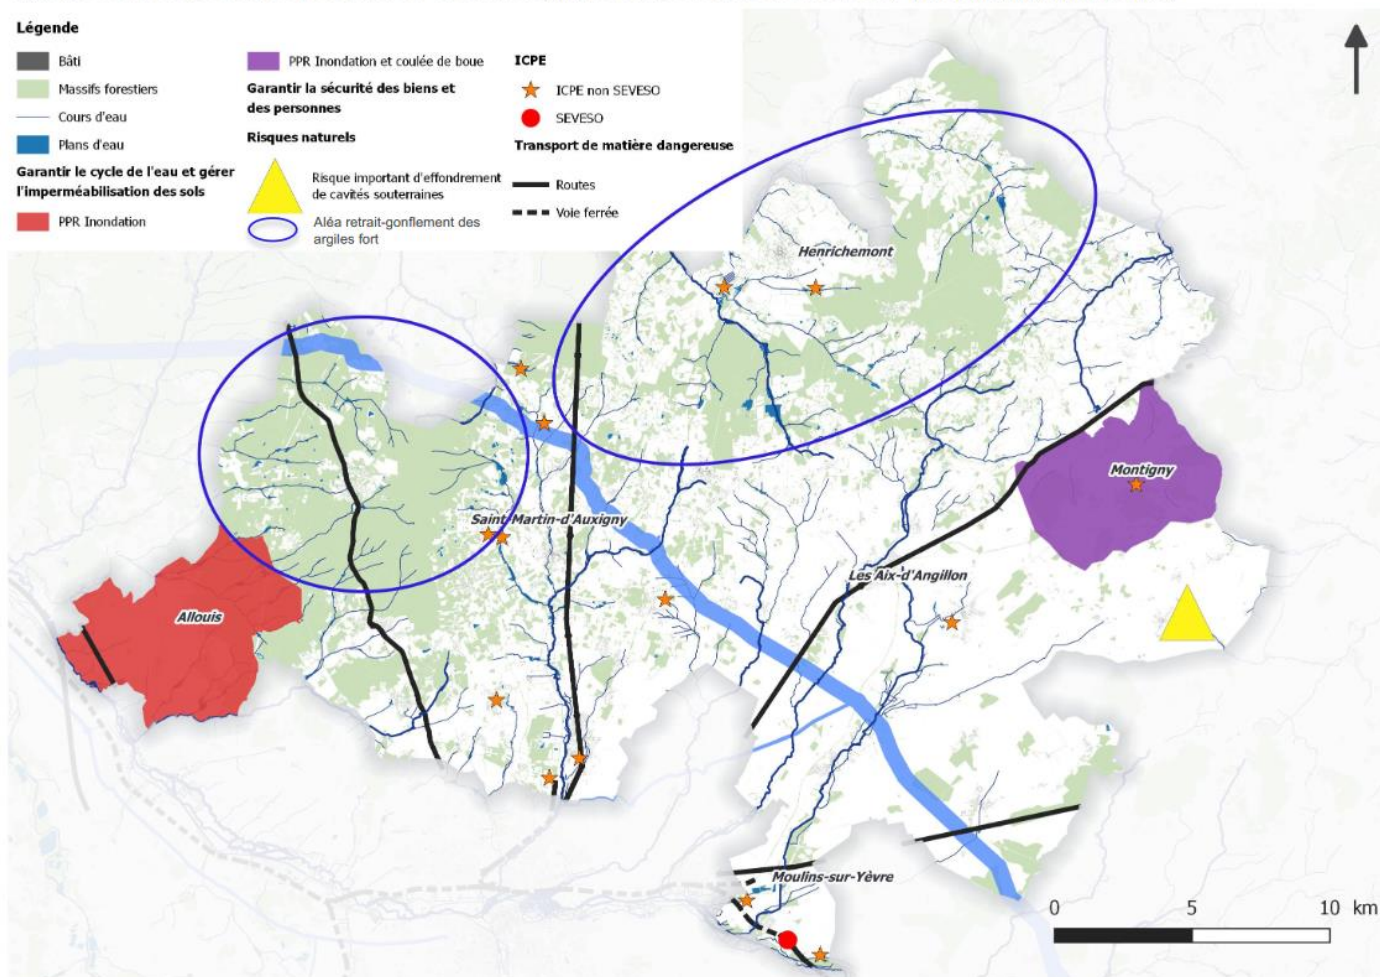 Légende
Bâti
Massifs forestiers
Cours d'eau
Plans d'eau
Garantir le cycle de l'eau et gérer
l'imperméabilisation des sols
PPR Inondation
PPR Inondation et coulée de boue
Garantir la sécurité des biens et
des personnes
Risques naturels
Risque important d'effondrement
de cavités souterraines
Aléa retrait-gonflement des
argiles fort
ICPE
ICPE non SEVESO
SEVESO
Transport de matière dangereuse
Routes
Voie ferrée
Henrichemont
Montigny
Saint-Martin-d'Auxigny
Les Aix-d'Angillon
Allouis
Moulins-sur-Yèvre
0 5 10 km